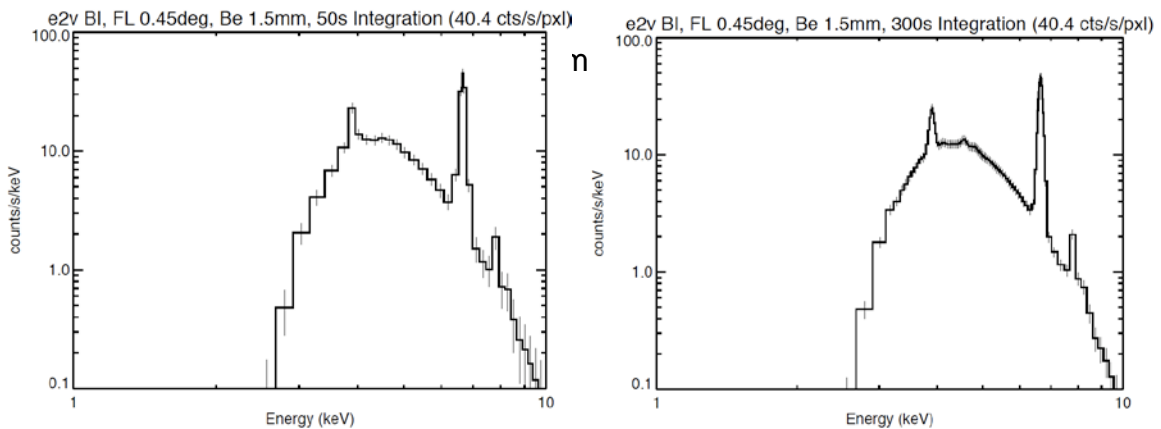 e2v BI, FL 0.45deg, Be 1.5mm, 50s Integration (40.4 cts/s/pxl)
100.0
10.0
1.0
0.1
counts/s/keV
1
10
Energy (keV)
n
e2v BI, FL 0.45deg, Be 1.5mm, 300s Integration (40.4 cts/s/pxl)
100.0
10.0
1.0
0.1
counts/s/keV
1
10
Energy (keV)